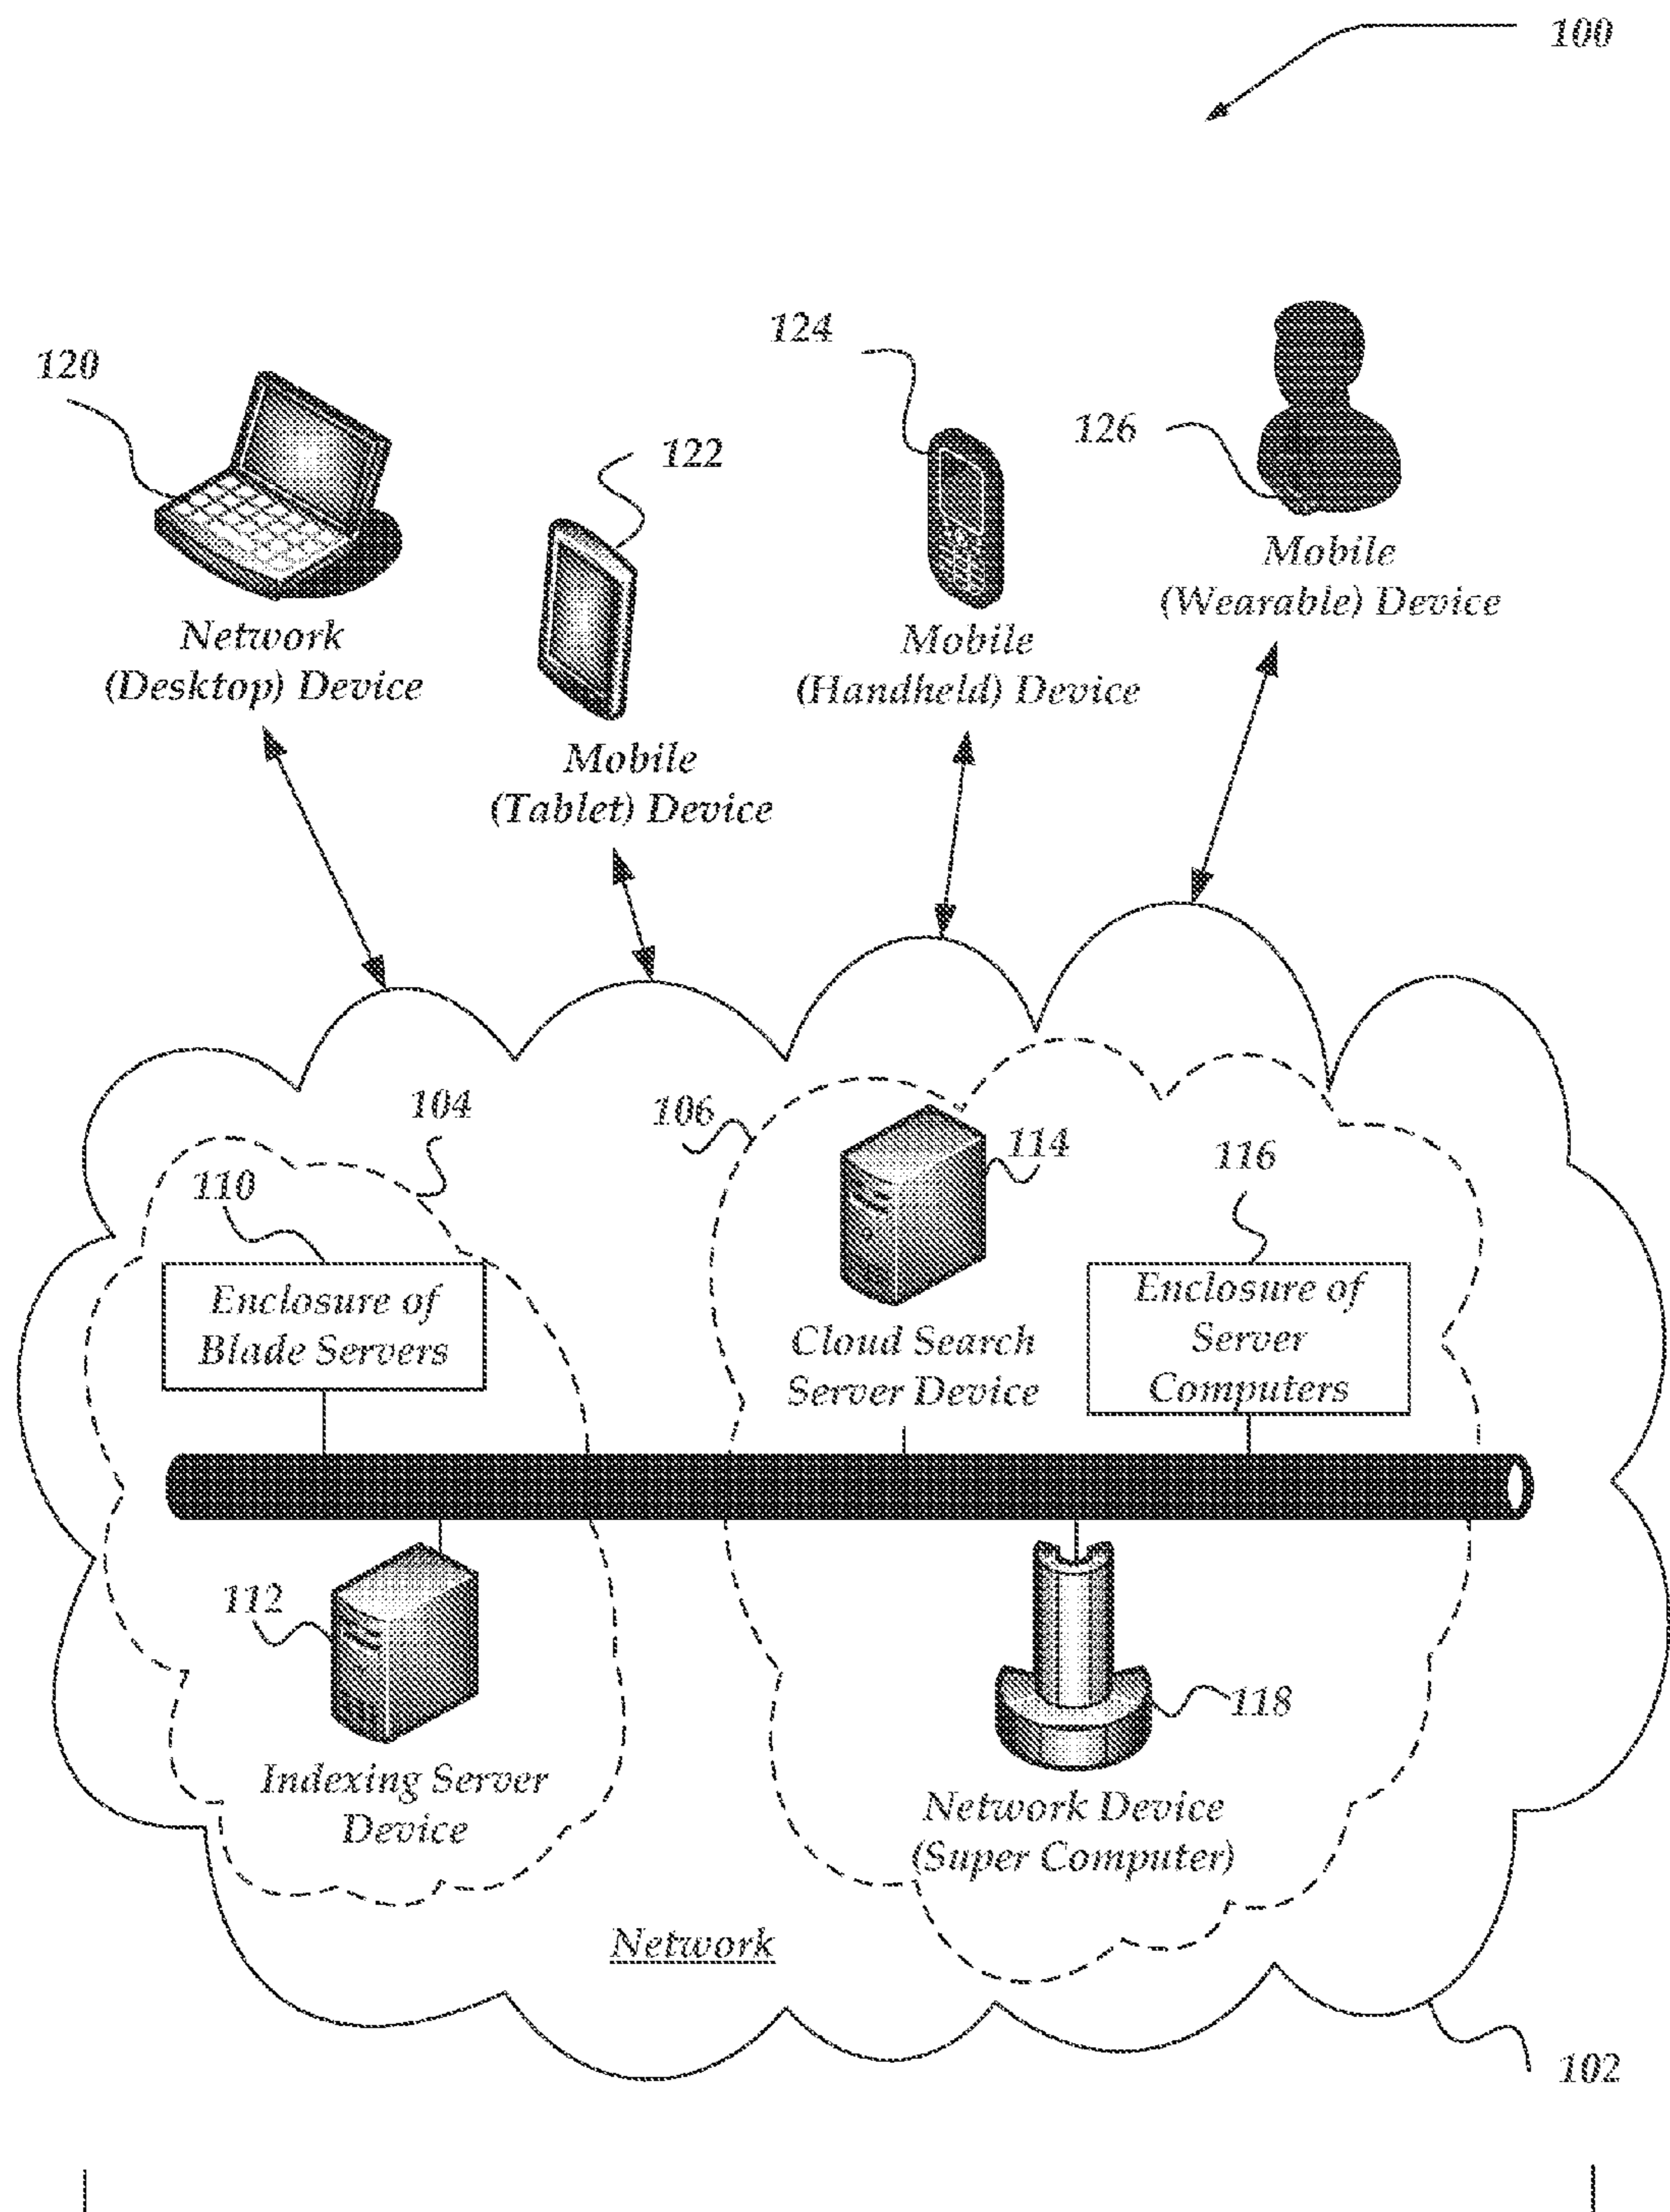 100
120
124
126
122
Network
(Desktop) Device
Mobile
(Tablet) Device
Mobile
(Handheld) Device
Mobile
(Wearable) Device
104
106
110
114
116
Enclosure of
Blade Servers
Cloud Search
Server Device
Enclosure of
Server
Computers
112
Indexing Server
Device
118
Network Device
(Super Computer)
Network
102